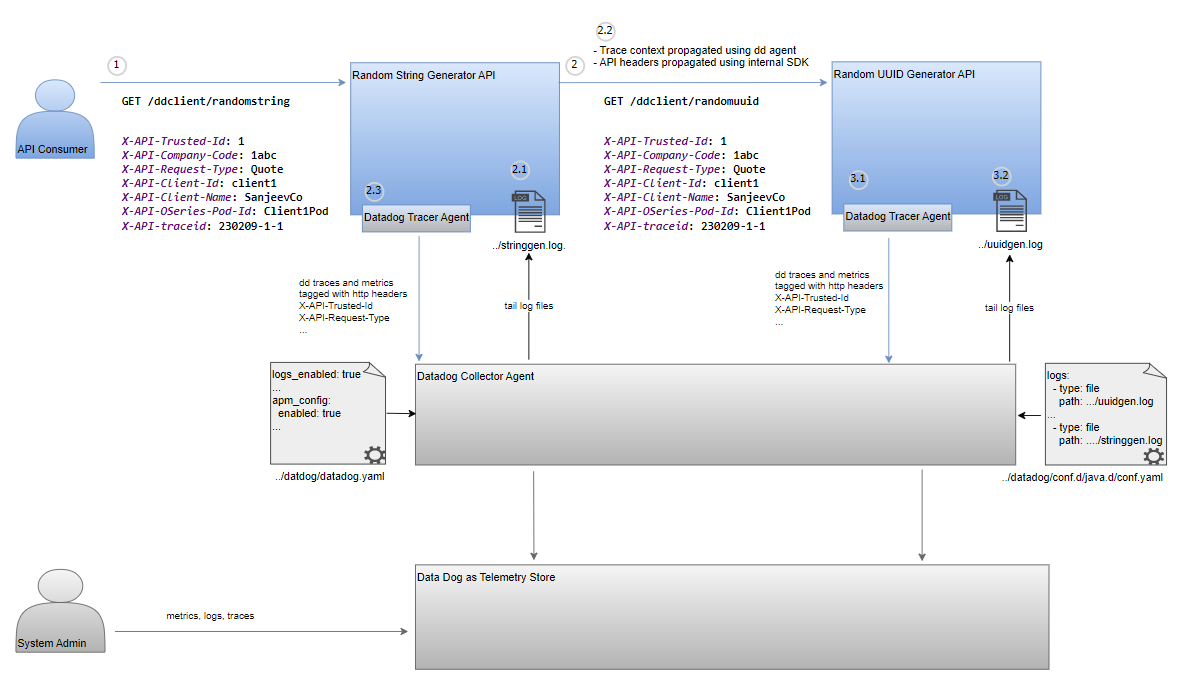 2.2
- Trace context propagated using dd agent
- API headers propagated using internal SDK
1
2
Random String Generator API
Random UUID Generator API
API Consumer
GET /ddclient/randomstring
X-API-Trusted-Id: 1
X-API-Company-Code: 1abc
X-API-Request-Type: Quote
X-API-Client-Id: client1
X-API-Client-Name: SanjeevCo
X-API-OSeries-Pod-Id: Client1Pod
X-API-traceid: 230209-1-1
2.1
2.3
LOG
Datadog Tracer Agent
../stringgen.log.
GET /ddclient/randomuuid
X-API-Trusted-Id: 1
X-API-Company-Code: 1abc
X-API-Request-Type: Quote
X-API-Client-Id: client1
X-API-Client-Name: SanjeevCo
X-API-OSeries-Pod-Id: Client1Pod
X-API-traceid: 230209-1-1
3.1
3.2
LOG
Datadog Tracer Agent
../uuidgen.log
dd traces and metrics
tagged with http headers
X-API-Trusted-Id
X-API-Request-Type
...
tail log files
dd traces and metrics
tagged with http headers
X-API-Trusted-Id
X-API-Request-Type
...
tail log files
logs_enabled: true
...
apm_config:
enabled: true
...
../datdog/datadog.yaml
Datadog Collector Agent
logs:
- type: file
path: .../uuidgen.log
...
- type: file
path: ..../stringgen.log
../datadog/conf.d/java.d/conf.yaml
Data Dog as Telemetry Store
System Admin
metrics, logs, traces